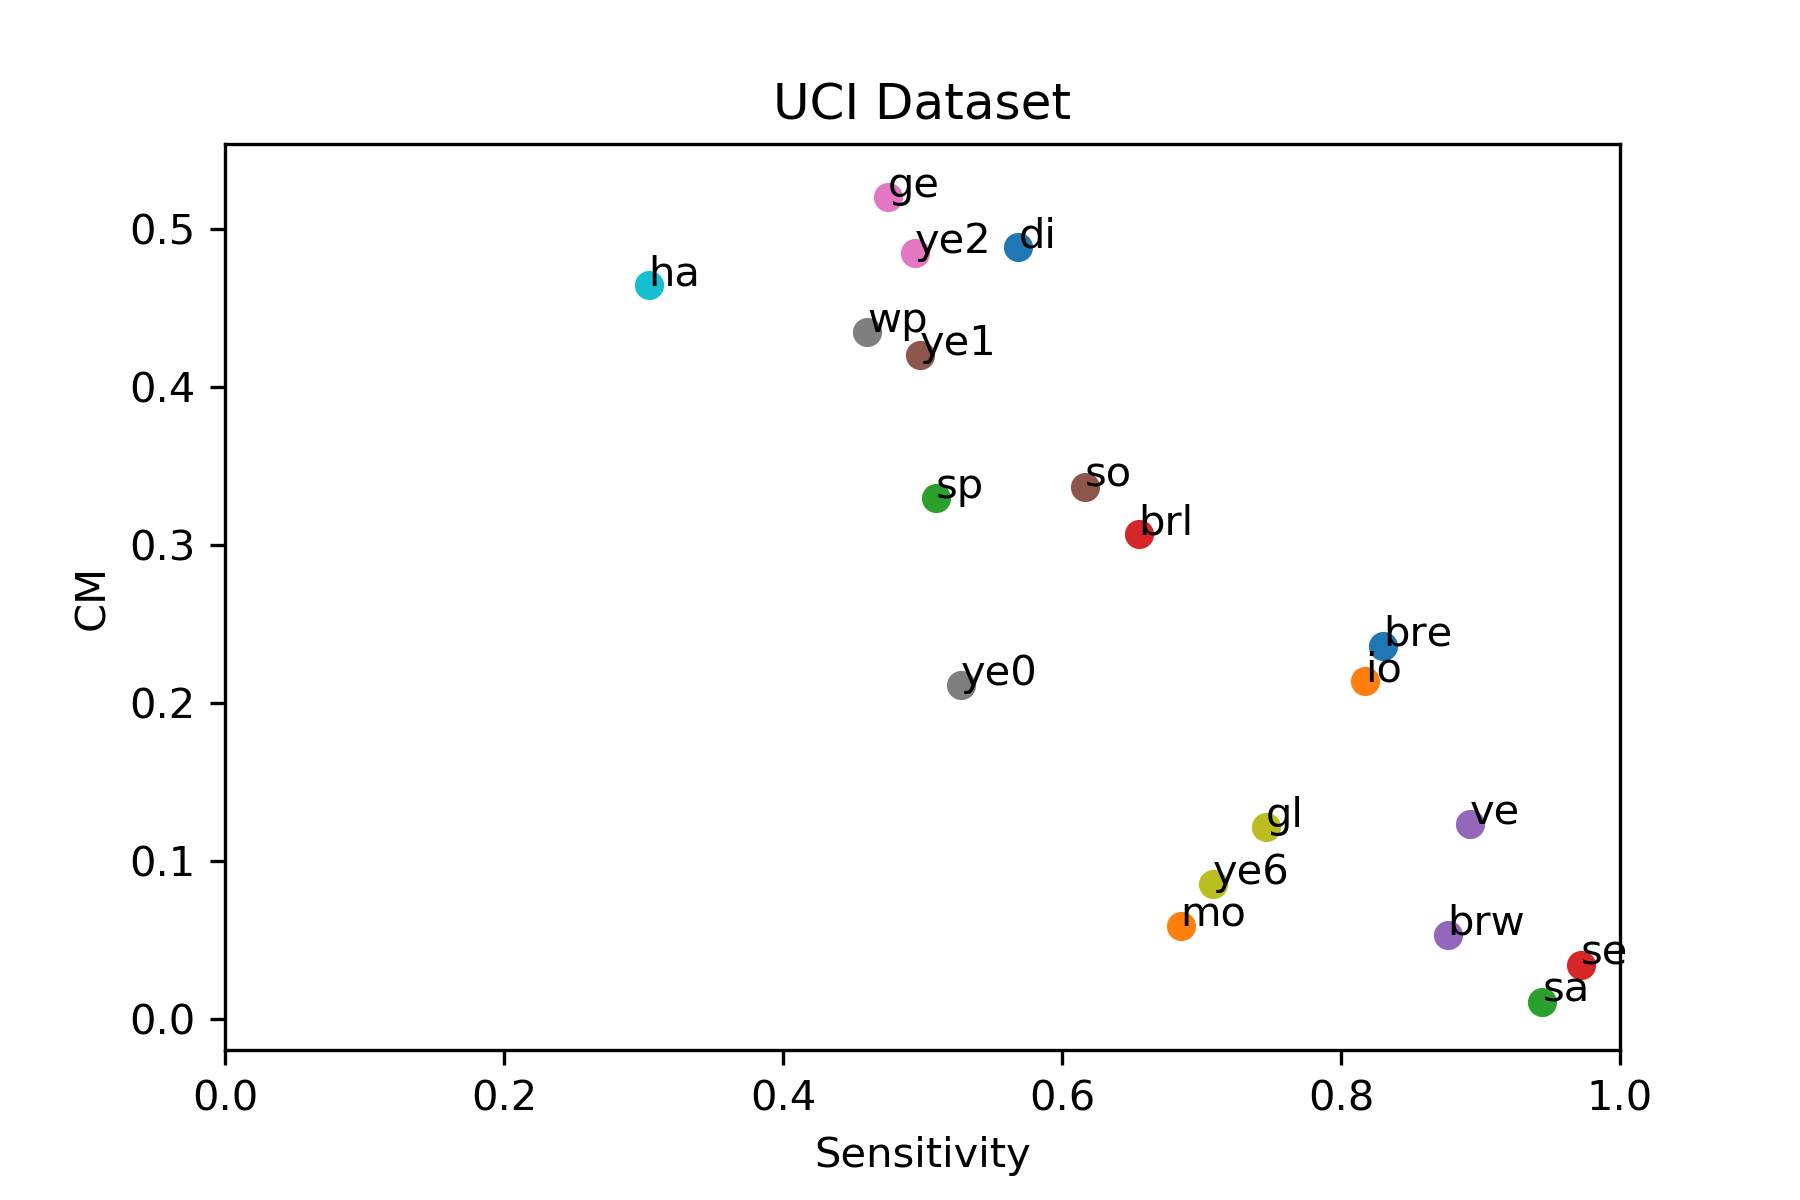 UCI Dataset
ge
ye2
di
ha
wp
ye1
so
sp
brl
bre
io
ye0
ve
gl
ye6
mo
brw
se
sa
0.5
0.4
0.3
0.2
0.1
0.0
CM
0.0 0.2 0.4 0.6 0.8 1.0
Sensitivity